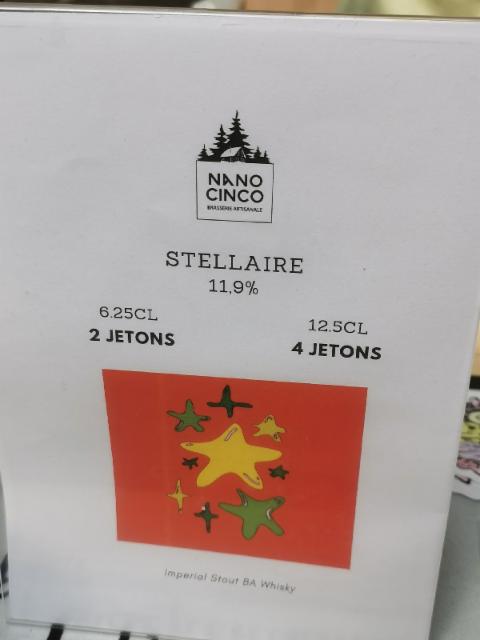 NANO
CINCO
BRASSERIE ARTISANALE
STELLAIRE
11,9%
6.25CL
2 JETONS
12.5CL
4 JETONS
Imperial Stout BA Whisky